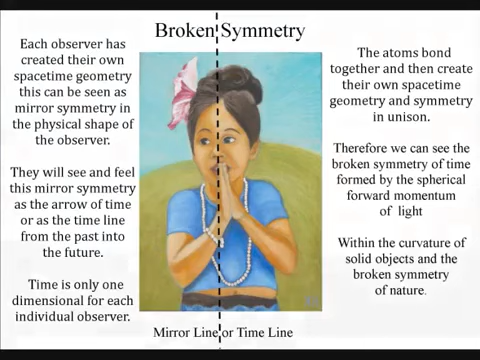 Broken Symmetry
Each observer has
created their own
spacetime geometry
this can be seen as
mirror symmetry in
the physical shape of
the observer.
They will see and feel
this mirror symmetry
as the arrow of time
or as the time line
from the past into
the future.
Time is only one
dimensional for each
individual observer.
The atoms bond
together and then create
their own spacetime
geometry and symmetry
in unison.
Therefore we can see the
broken symmetry of time
formed by the spherical
forward momentum
of light
Within the curvature of
solid objects and the
broken symmetry
of nature.
Mirror Line or Time Line